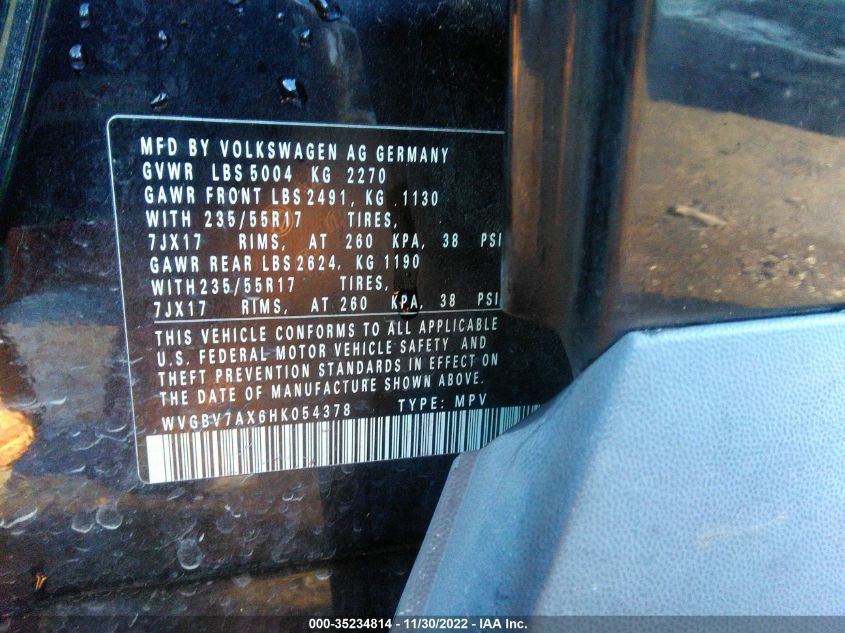 MFD BY VOLKSWAGEN AG GERMANY
GVWR LBS 5004 KG 2270
GAWR FRONT LBS 2491, KG 1130
WITH 235/55R17 TIRES,
7JX17 RIMS, AT 260 KPA, 38 PSI
GAWR REAR LBS 2624, KG 1190
WITH 235/55R17 TIRES,
7JX17 RIMS, AT 260 KPA, 38 PSI
THIS VEHICLE CONFORMS TO ALL APPLICABLE
U.S. FEDERAL MOTOR VEHICLE SAFETY AND
THEFT PREVENTION STANDARDS IN EFFECT ON
THE DATE OF MANUFACTURE SHOWN ABOVE.
WVGBV7AX6HK054378 TYPE: MPV
000-35234814 - 11/30/2022 - IAA Inc.